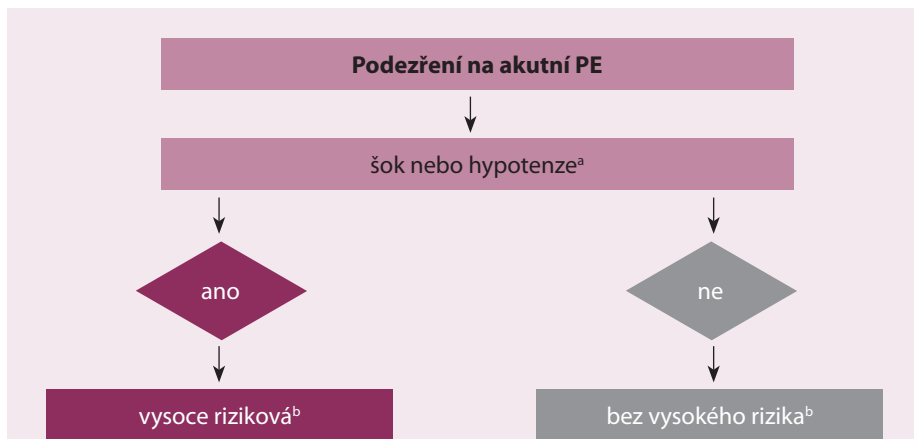 Podezření na akutní PE
šok nebo hypotenzeᵃ
ano
ne
vysoce rizikováᵇ
bez vysokého rizikaᵇ